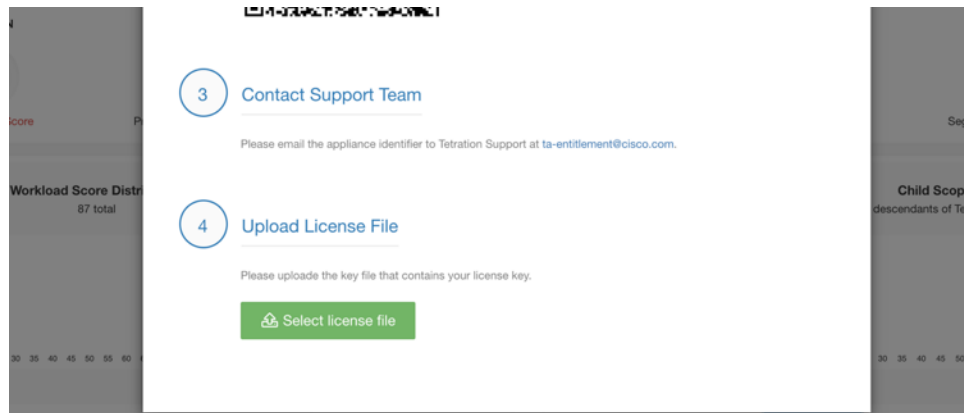 N
score
P
Seg
3
Contact Support Team
Please email the appliance identifier to Tetration Support at ta-entitlement@cisco.com.
Workload Score Distri
87 total
Child Scop
descendants of Te
4
Upload License File
Please uploade the key file that contains your license key.
Select license file
30 35 40 45 50 55 60
30 35 40 45 50